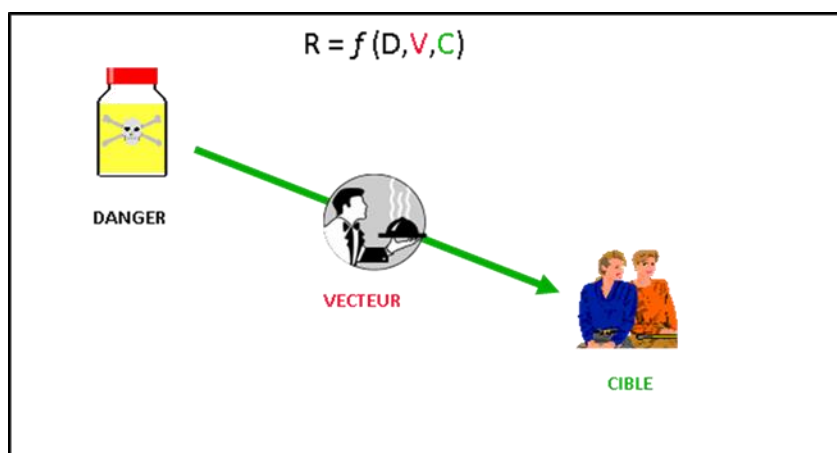 R = f (D,V,C)
DANGER
VECTEUR
CIBLE